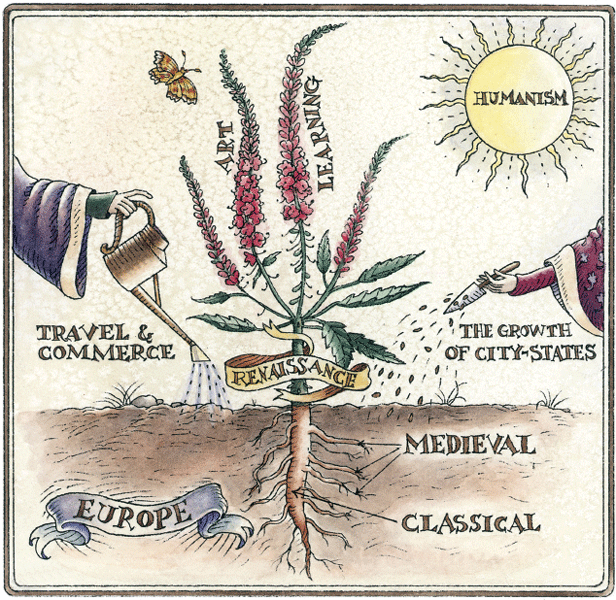 HUMANISM
ART
LEARNING
TRAVEL &
COMMERCE
THE GROWTH
OF CITY-STATES
RENAISSANCE
MEDIEVAL
EUROPE
CLASSICAL